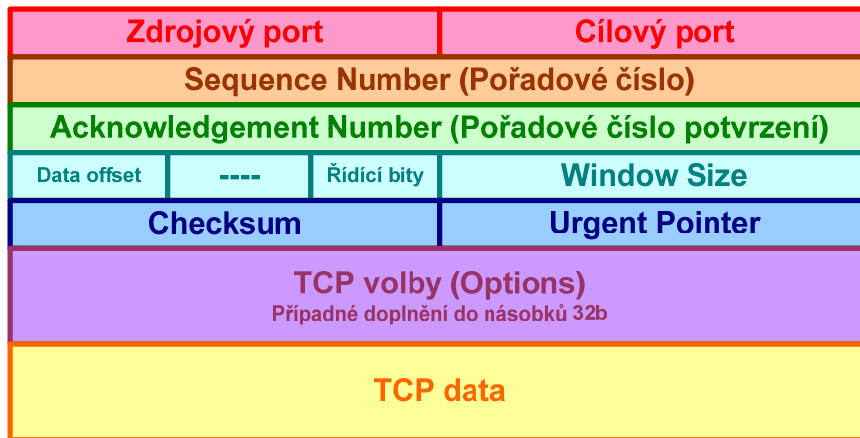 Zdrojový port Cílový port
Sequence Number (Pořadové číslo)
Acknowledgement Number (Pořadové číslo potvrzení)
Data offset ---- Řídící bity Window Size
Checksum Urgent Pointer
TCP volby (Options)
Případné doplnění do násobků 32b
TCP data